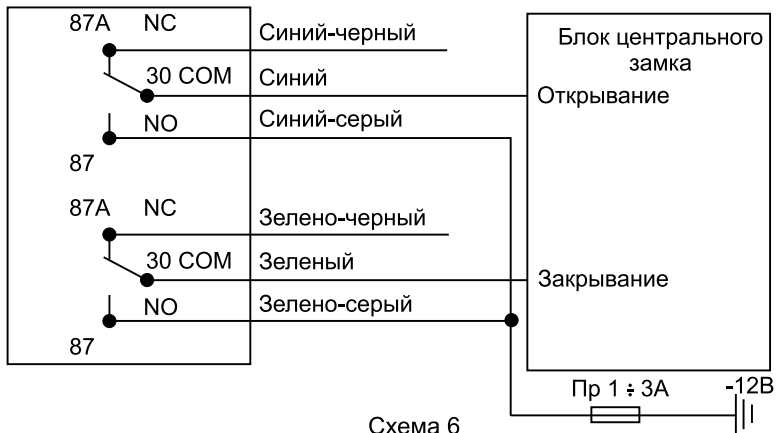 87A NC
Синий-черный
30 COM
Синий
NO
Синий-серый
87
87A NC
Зелено-черный
30 COM
Зеленый
NO
Зелено-серый
87
Блок центрального
замка
Открывание
Закрывание
Пр 1 ÷ 3А
-12В
Схема 6